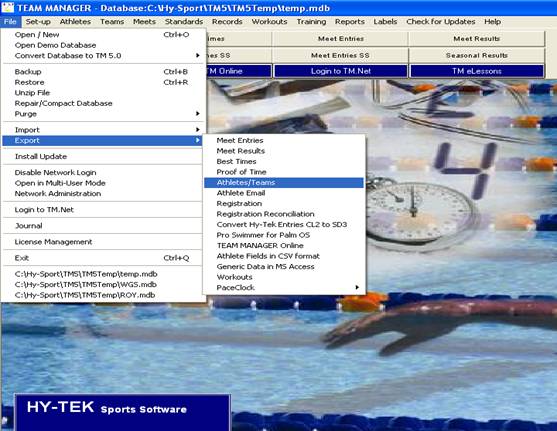 TEAM MANAGER - Database:C:\Hy-Sport\TM5\TM5Temp\temp.mdb
File Set-up Athletes Teams Meets Standards Records Workouts Training Reports Labels Check for Updates Help
Open / New Ctrl+O
Open Demo Database
Convert Database to TM 5.0
Backup Ctrl+B
Restore Ctrl+R
Unzip File
Repair/Compact Database
Purge
Import
Export
Install Update
Disable Network Login
Open in Multi-User Mode
Network Administration
Login to TM.Net
Journal
License Management
Exit Ctrl+Q
C:\Hy-Sport\TM5\TM5Temp\temp.mdb
C:\Hy-Sport\TM5\TM5Temp\WGS.mdb
C:\Hy-Sport\TM5\TM5Temp\ROY.mdb
imes Meet Entries Meet Results
es SS Meet Entries SS Seasonal Results
TM Online Login to TM.Net TM eLessons
Meet Entries
Meet Results
Best Times
Proof of Time
Athletes/Teams
Athlete Email
Registration
Registration Reconciliation
Convert Hy-Tek Entries CL2 to SD3
Pro Swimmer for Palm OS
TEAM MANAGER Online
Athlete Fields in CSV format
Generic Data in MS Access
Workouts
PaceClock
4
HY-TEK Sports Software